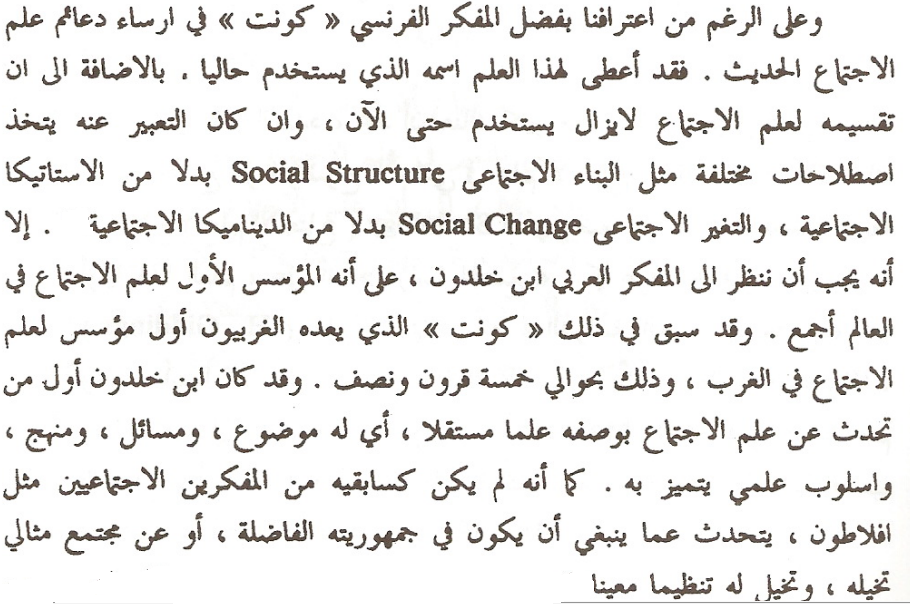 وعلى الرغم من اعترافنا بفضل المفكر الفرنسي « كونت » في ارساء دعائم علم
الاجتماع الحديث . فقد أعطى لهذا العلم اسمه الذي يستخدم حاليا . بالاضافة الى ان
تقسيمه لعلم الاجتماع لايزال يستخدم حتى الآن ، وان كان التعبير عنه يتخذ
اصطلاحات مختلفة مثل البناء الاجتماعى Social Structure بدلا من الاستاتيكا
الاجتماعية ، والتغير الاجتماعى Social Change بدلا من الديناميكا الاجتماعية . إلا
أنه يجب أن ننظر الى المفكر العربي ابن خلدون ، على أنه المؤسس الأول لعلم الاجتماع في
العالم أجمع . وقد سبق في ذلك « كونت » الذي يعده الغربيون أول مؤسس لعلم
الاجتماع في الغرب ، وذلك بحوالي خمسة قرون ونصف . وقد كان ابن خلدون أول من
تحدث عن علم الاجتماع بوصفه علما مستقلا ، أي له موضوع ، ومسائل ، ومنهج ،
واسلوب علمي يتميز به . كما أنه لم يكن كسابقيه من المفكرين الاجتماعيين مثل
افلاطون ، يتحدث عما ينبغي أن يكون في جمهوريته الفاضلة ، أو عن مجتمع مثالي
تخيله ، وتخيل له تنظيما معينا